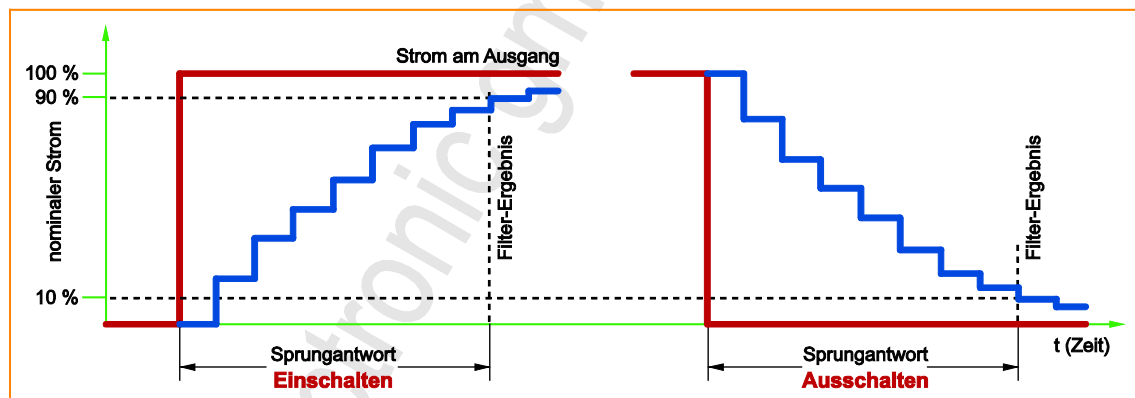 Strom am Ausgang
100 %
90 %
10 %
nominaler Strom
Filter-Ergebnis
Filter-Ergebnis
t (Zeit)
Sprungantwort
Einschalten
Sprungantwort
Ausschalten